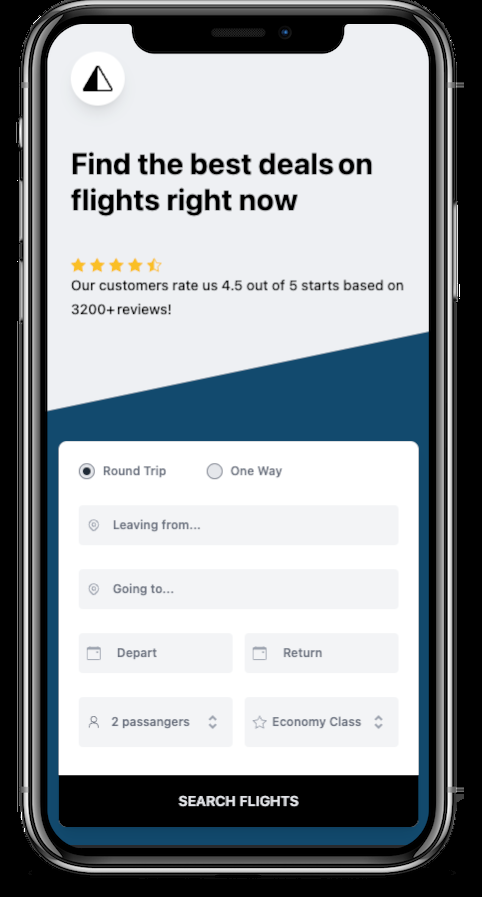 Find the best deals on
flights right now
Our customers rate us 4.5 out of 5 starts based on
3200+ reviews!
Round Trip
One Way
Leaving from...
Going to...
Depart
Return
2 passangers
Economy Class
SEARCH FLIGHTS